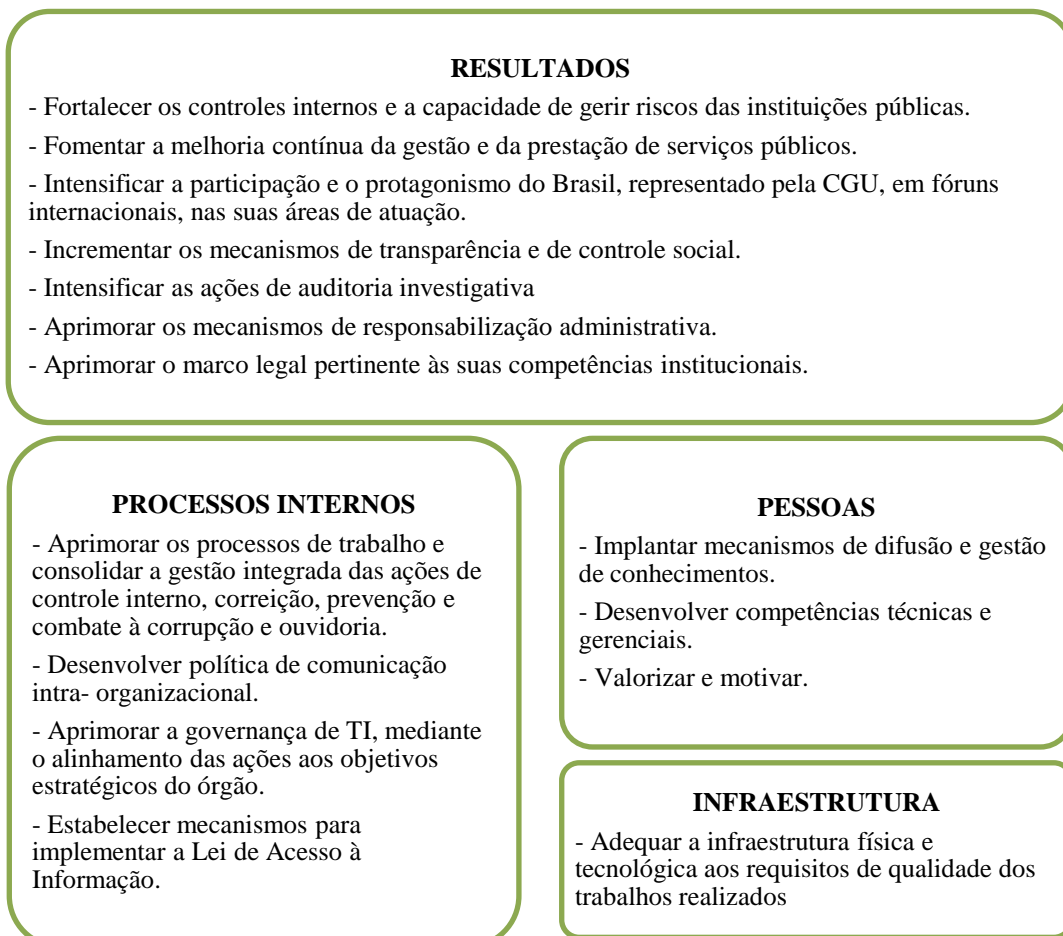 RESULTADOS
- Fortalecer os controles internos e a capacidade de gerir riscos das instituições públicas.
- Fomentar a melhoria contínua da gestão e da prestação de serviços públicos.
- Intensificar a participação e o protagonismo do Brasil, representado pela CGU, em fóruns
internacionais, nas suas áreas de atuação.
- Incrementar os mecanismos de transparência e de controle social.
- Intensificar as ações de auditoria investigativa
- Aprimorar os mecanismos de responsabilização administrativa.
- Aprimorar o marco legal pertinente às suas competências institucionais.
PROCESSOS INTERNOS
- Aprimorar os processos de trabalho e
consolidar a gestão integrada das ações de
controle interno, correição, prevenção e
combate à corrupção e ouvidoria.
- Desenvolver política de comunicação
intra- organizacional.
- Aprimorar a governança de TI, mediante
o alinhamento das ações aos objetivos
estratégicos do órgão.
- Estabelecer mecanismos para
implementar a Lei de Acesso à
Informação.
PESSOAS
- Implantar mecanismos de difusão e gestão
de conhecimentos.
- Desenvolver competências técnicas e
gerenciais.
- Valorizar e motivar.
INFRAESTRUTURA
- Adequar a infraestrutura física e
tecnológica aos requisitos de qualidade dos
trabalhos realizados